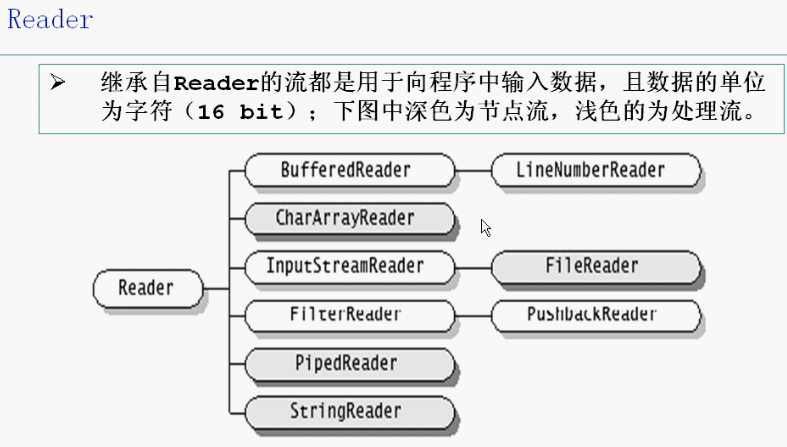 Reader
继承自Reader的流都是用于向程序中输入数据，且数据的单位
为字符（16 bit）；下图中深色为节点流，浅色的为处理流。
BufferedReader
LineNumberReader
CharArrayReader
InputStreamReader
FileReader
Reader
FilterReader
PushbackReader
PipedReader
StringReader